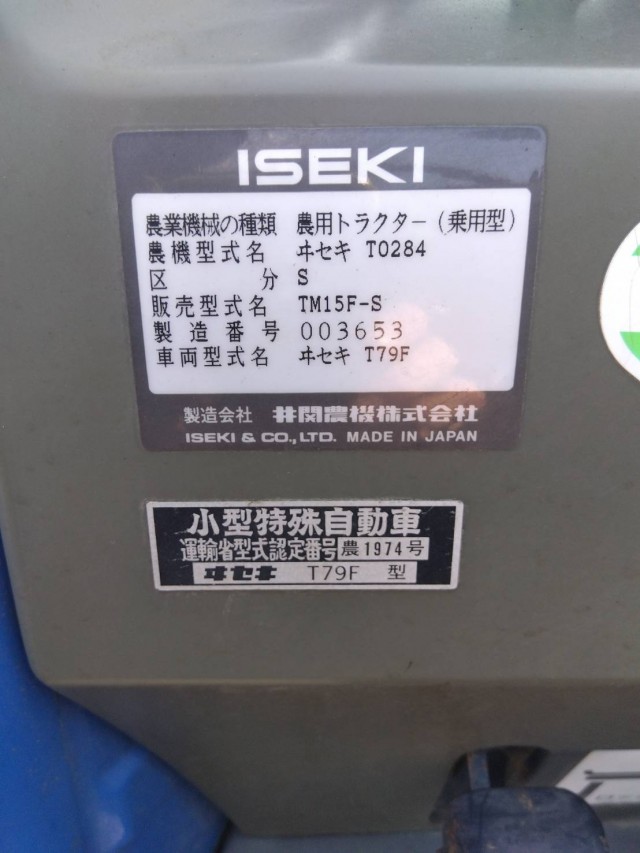 ISEKI
農業機械の種類 農用トラクター(乗用型)
農機型式名 ヰセキ TO284
区分 S
販売型式名 TM15F-S
製造番号 003653
車両型式名 ヰセキ T79F
製造会社 井関農機株式会社
ISEKI & CO., LTD. MADE IN JAPAN
小型特殊自動車
運輸省型式認定番号 農1974号
ヰセキ T79F 型